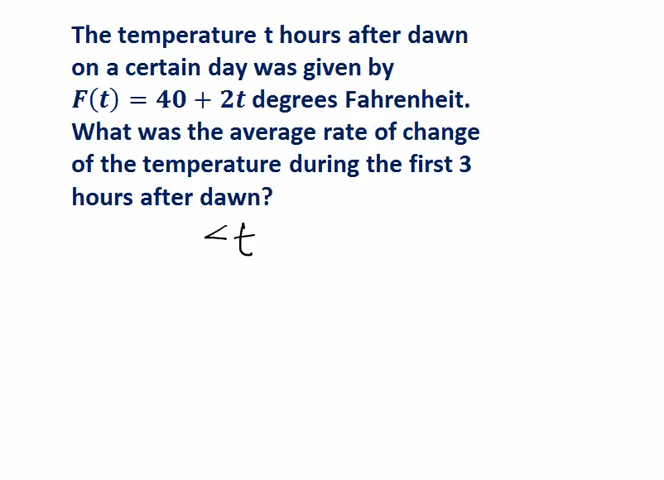 The temperature t hours after dawn
on a certain day was given by
F(t) = 40 + 2t degrees Fahrenheit.
What was the average rate of change
of the temperature during the first 3
hours after dawn?
< t